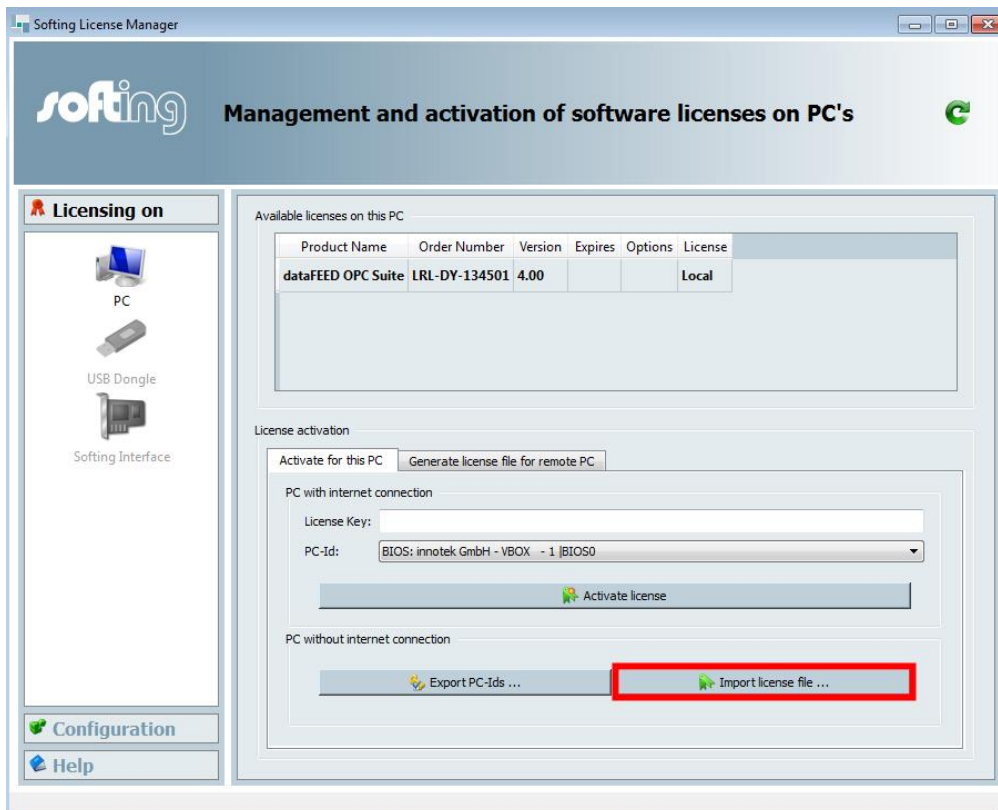 Softing License Manager
softing
Management and activation of software licenses on PC's
Licensing on
PC
USB Dongle
Softing Interface
Configuration
Help
Available licenses on this PC
Product Name Order Number Version Expires Options License
dataFEED OPC Suite LRL-DY-134501 4.00 Local
License activation
Activate for this PC Generate license file for remote PC
PC with internet connection
License Key:
PC-Id: BIOS: innotek GmbH - VBOX - 1 |BIOS0
Activate license
PC without internet connection
Export PC-Ids ... Import license file ...